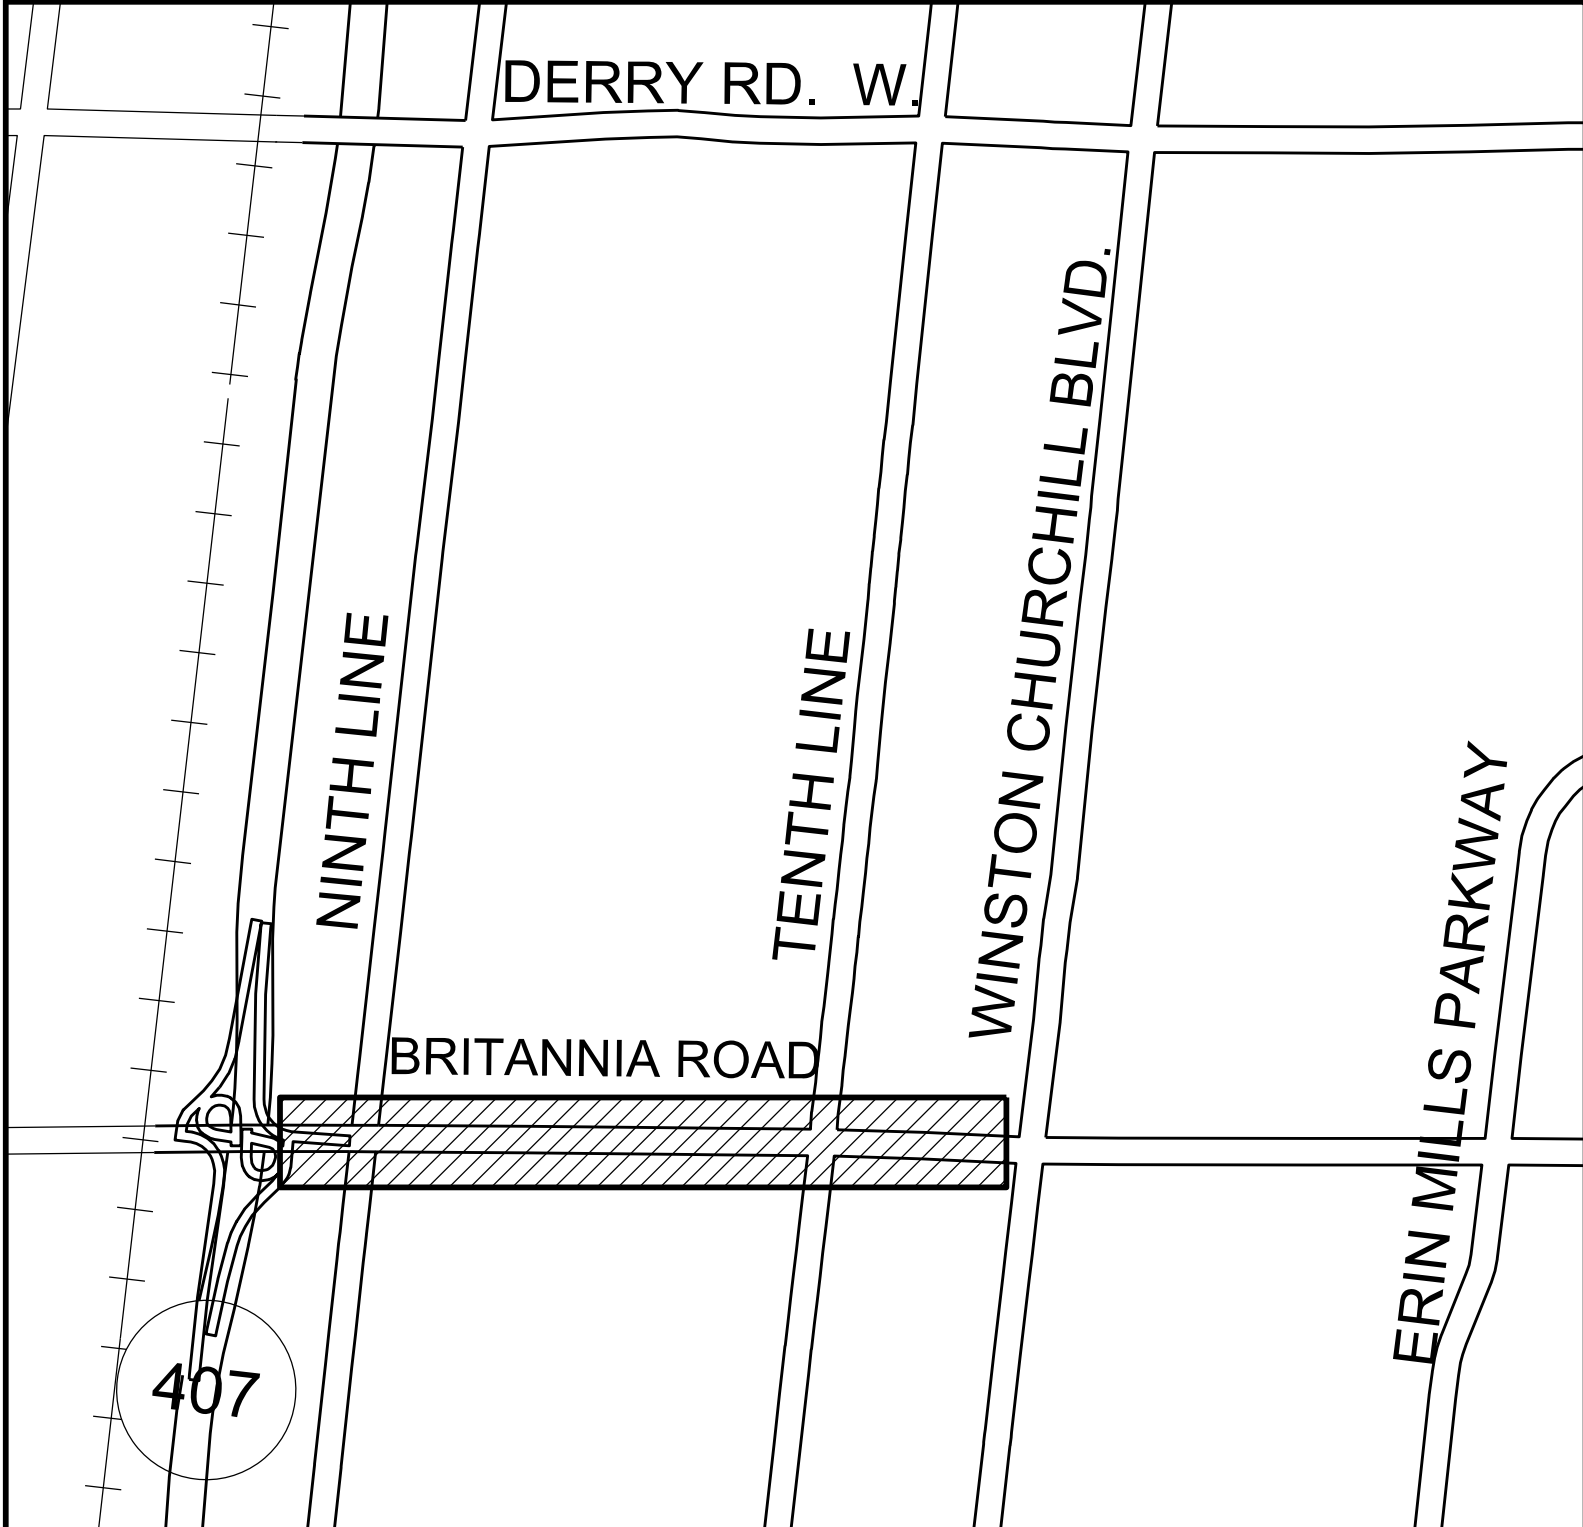 DERRY RD. W.
NINTH LINE
TENTH LINE
WINSTON CHURCHILL BLVD.
ERIN MILLS PARKWAY
BRITANNIA ROAD
407